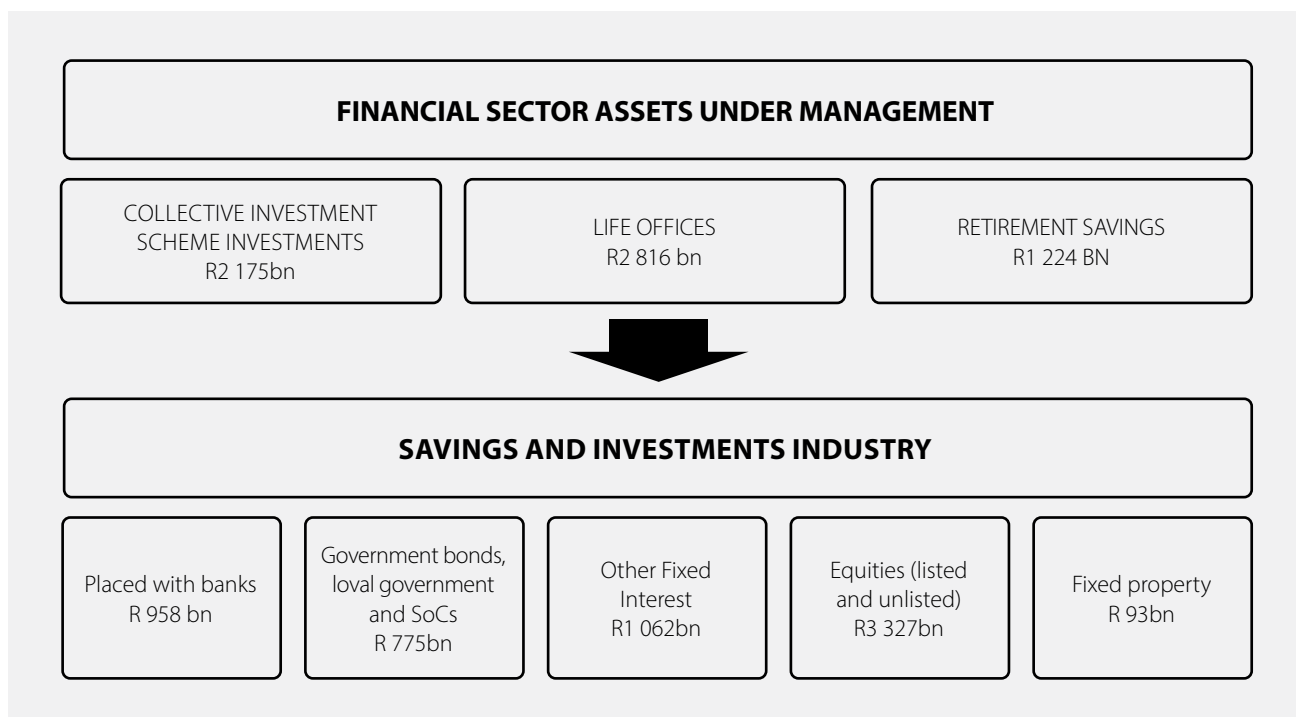 FINANCIAL SECTOR ASSETS UNDER MANAGEMENT
COLLECTIVE INVESTMENT
SCHEME INVESTMENTS
R2 175bn
LIFE OFFICES
R2 816 bn
RETIREMENT SAVINGS
R1 224 BN
SAVINGS AND INVESTMENTS INDUSTRY
Placed with banks
R 958 bn
Government bonds,
loval government
and SoCs
R 775bn
Other Fixed
Interest
R1 062bn
Equities (listed
and unlisted)
R3 327bn
Fixed property
R 93bn